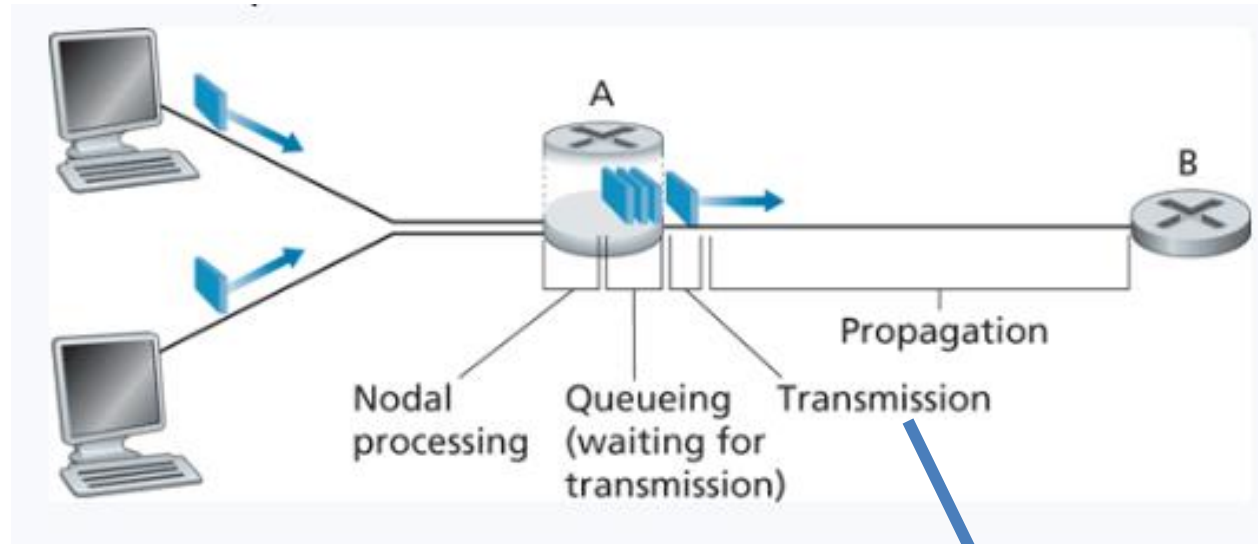 A
B
Propagation
Nodal
processing
Queueing
(waiting for
transmission)
Transmission